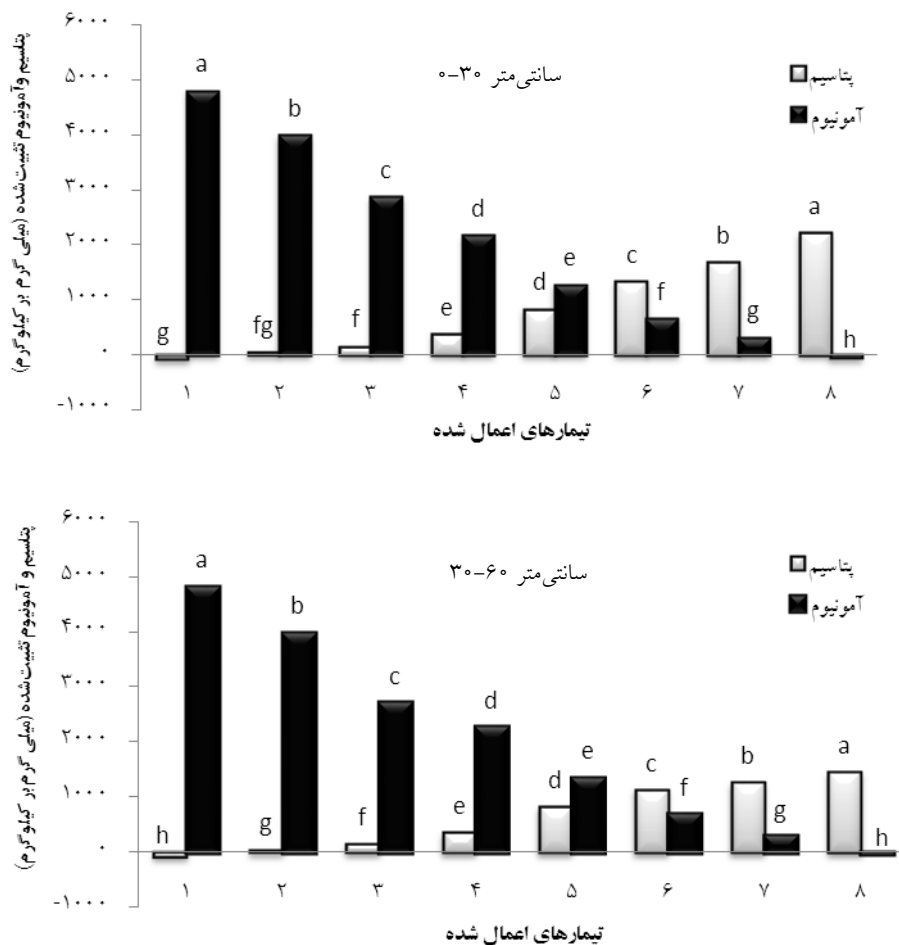 پتاسیم و آمونیوم تثبیت‌شده (میلی گرم بر کیلوگرم)
۶۰۰۰
۵۰۰۰
۴۰۰۰
۳۰۰۰
۲۰۰۰
۱۰۰۰
۰
-۱۰۰۰
۰-۳۰ سانتی‌متر
پتاسیم
آمونیوم
g a
fg b
f c
e d
d e
c f
b g
a h
۱ ۲ ۳ ۴ ۵ ۶ ۷ ۸
تیمارهای اعمال شده
پتاسیم و آمونیوم تثبیت‌شده (میلی گرم بر کیلوگرم)
۶۰۰۰
۵۰۰۰
۴۰۰۰
۳۰۰۰
۲۰۰۰
۱۰۰۰
۰
-۱۰۰۰
۳۰-۶۰ سانتی‌متر
پتاسیم
آمونیوم
h a
g b
f c
e d
d e
c f
b g
a h
۱ ۲ ۳ ۴ ۵ ۶ ۷ ۸
تیمارهای اعمال شده